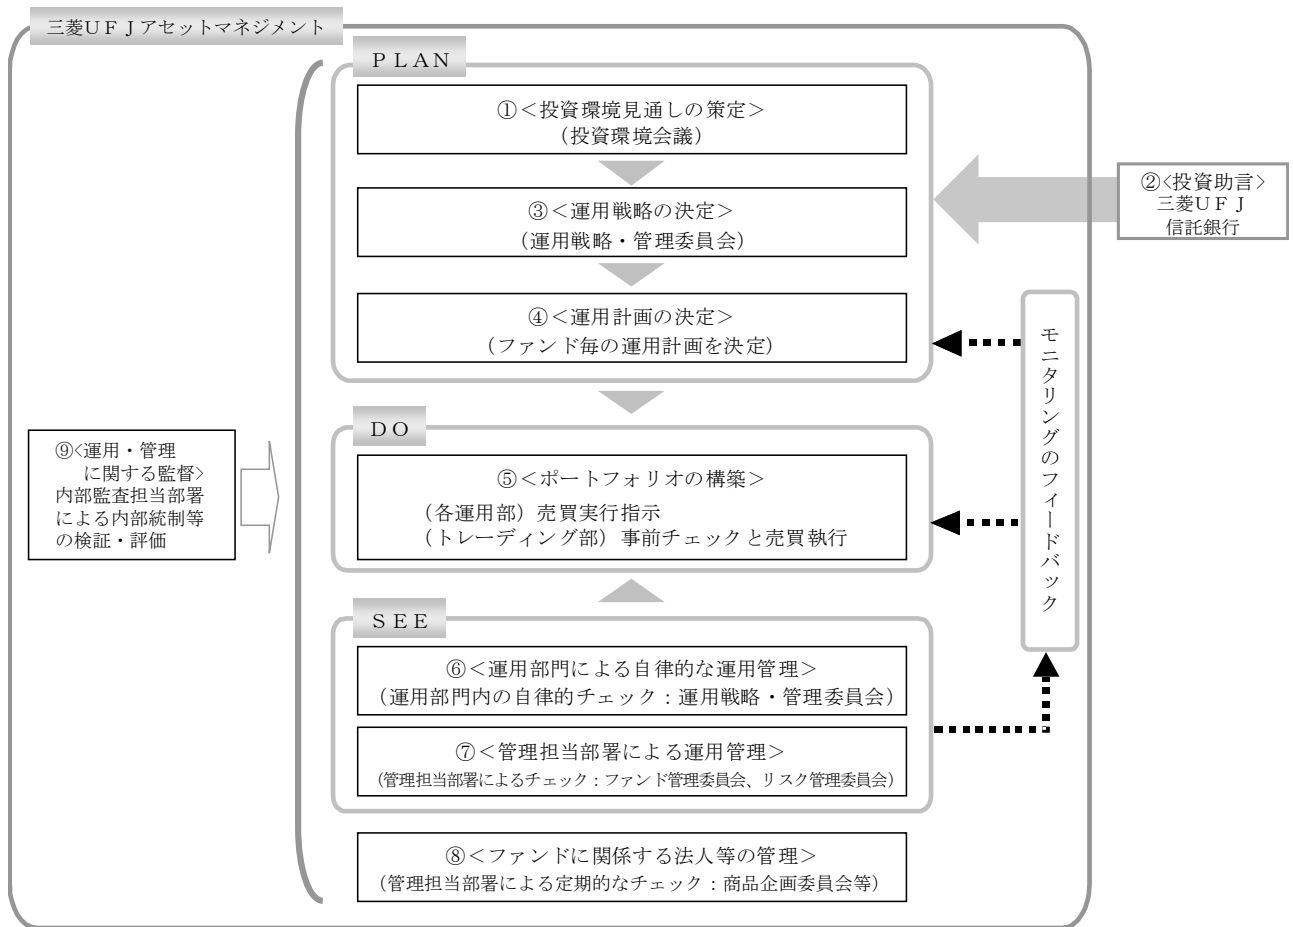 三菱ＵＦＪアセットマネジメント
ＰＬＡＮ
①＜投資環境見通しの策定＞
（投資環境会議）
②＜投資助言＞
三菱ＵＦＪ
信託銀行
③＜運用戦略の決定＞
（運用戦略・管理委員会）
④＜運用計画の決定＞
（ファンド毎の運用計画を決定）
モニタリングのフィードバック
ＤＯ
⑤＜ポートフォリオの構築＞
（各運用部）売買実行指示
（トレーディング部）事前チェックと売買執行
⑨＜運用・管理
に関する監督＞
内部監査担当部署
による内部統制等
の検証・評価
ＳＥＥ
⑥＜運用部門による自律的な運用管理＞
（運用部門内の自律的チェック：運用戦略・管理委員会）
⑦＜管理担当部署による運用管理＞
（管理担当部署によるチェック：ファンド管理委員会、リスク管理委員会）
⑧＜ファンドに関係する法人等の管理＞
（管理担当部署による定期的なチェック：商品企画委員会等）